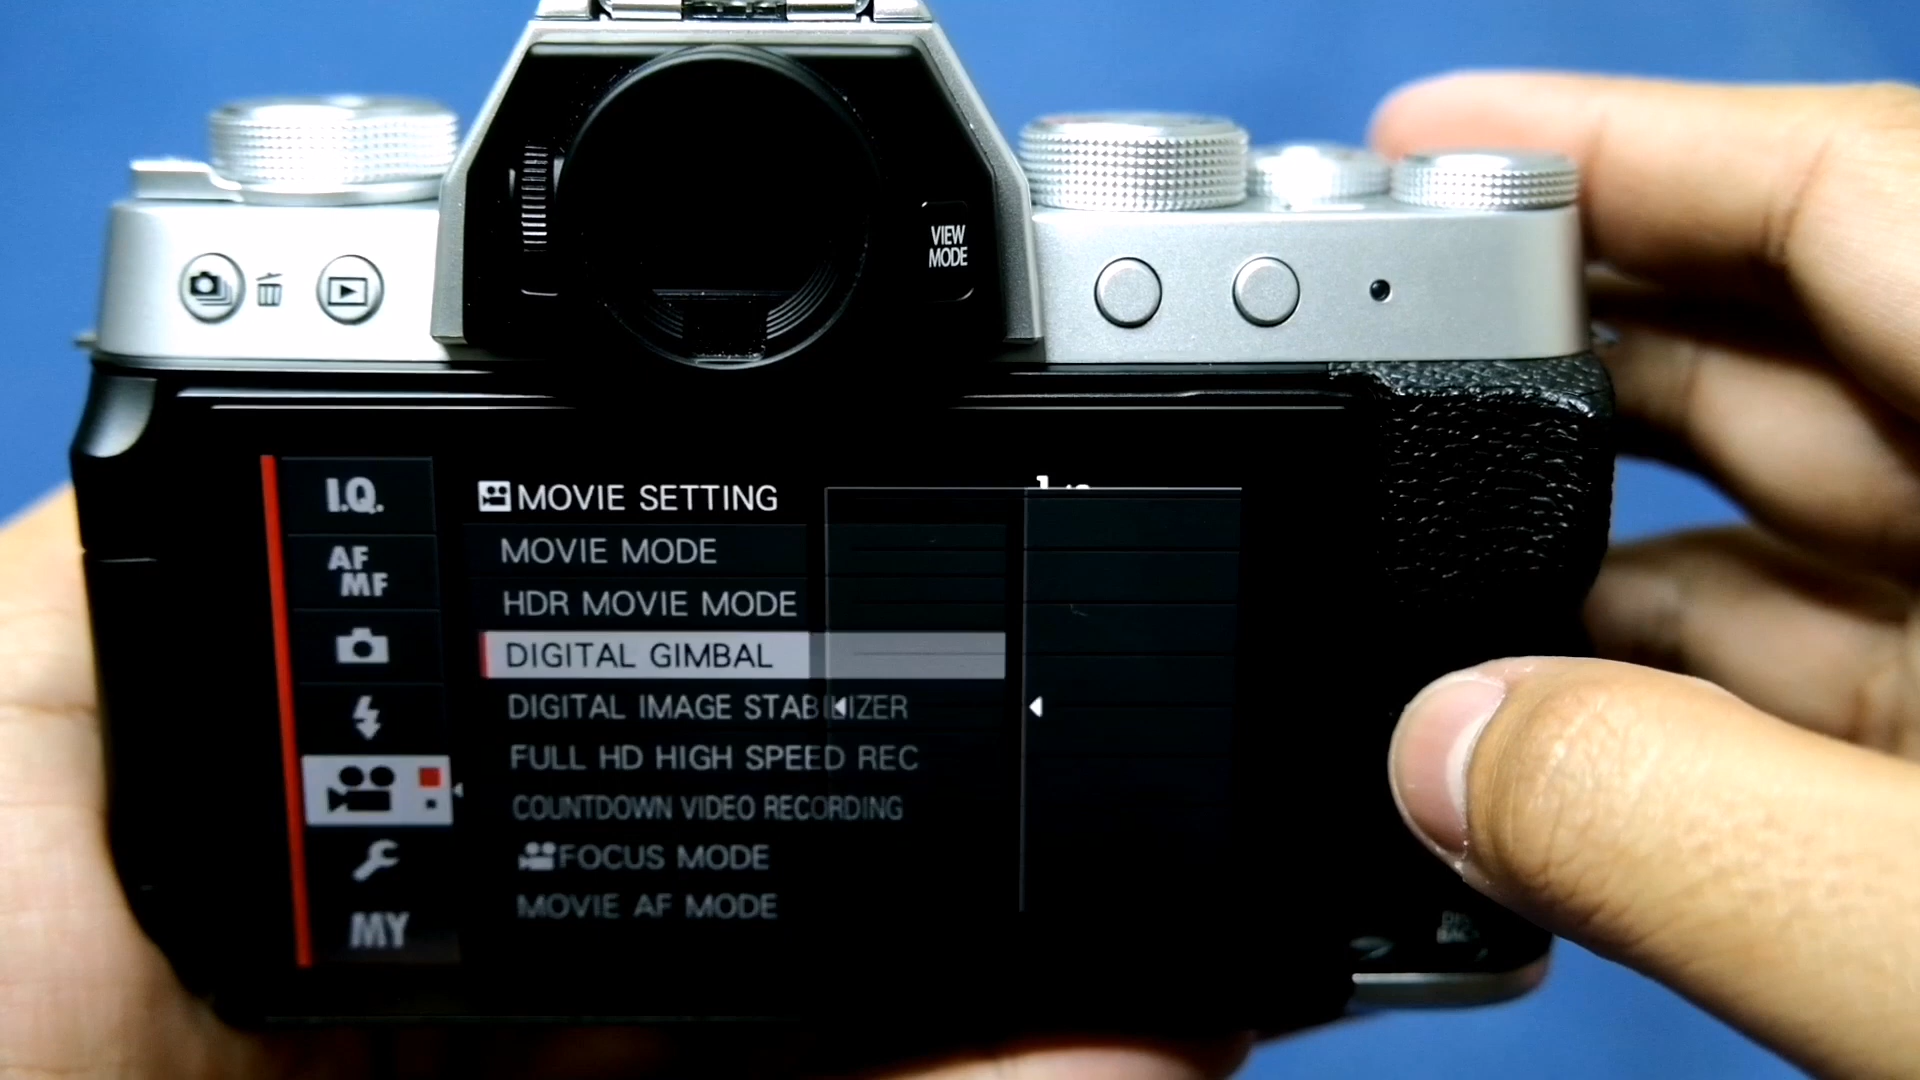 VIEW
MODE
I.Q.
MOVIE SETTING
MOVIE MODE
AF
MF
HDR MOVIE MODE
DIGITAL GIMBAL
DIGITAL IMAGE STABILIZER
FULL HD HIGH SPEED REC
COUNTDOWN VIDEO RECORDING
FOCUS MODE
MOVIE AF MODE
MY